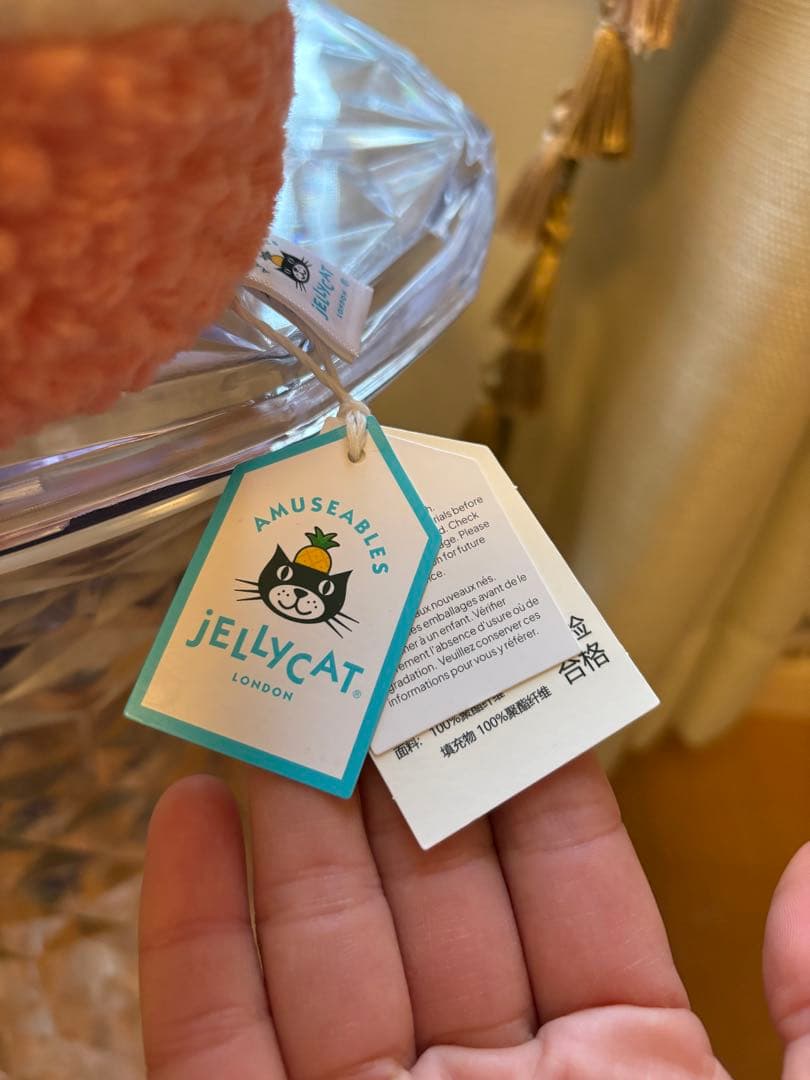 JELLYCAT
LONDON
AMUSEABLES
JELLYCAT®
LONDON
rials before
d. Check
ge. Please
n for future
ce.
aux nouveaux nés.
es emballages avant de le
ner à un enfant. Vérifier
ement l'absence d'usure où de
gradation. Veuillez conserver ces
informations pour vous y référer.
合格
面料: 100%聚酯纤维
填充物 100%聚酯纤维